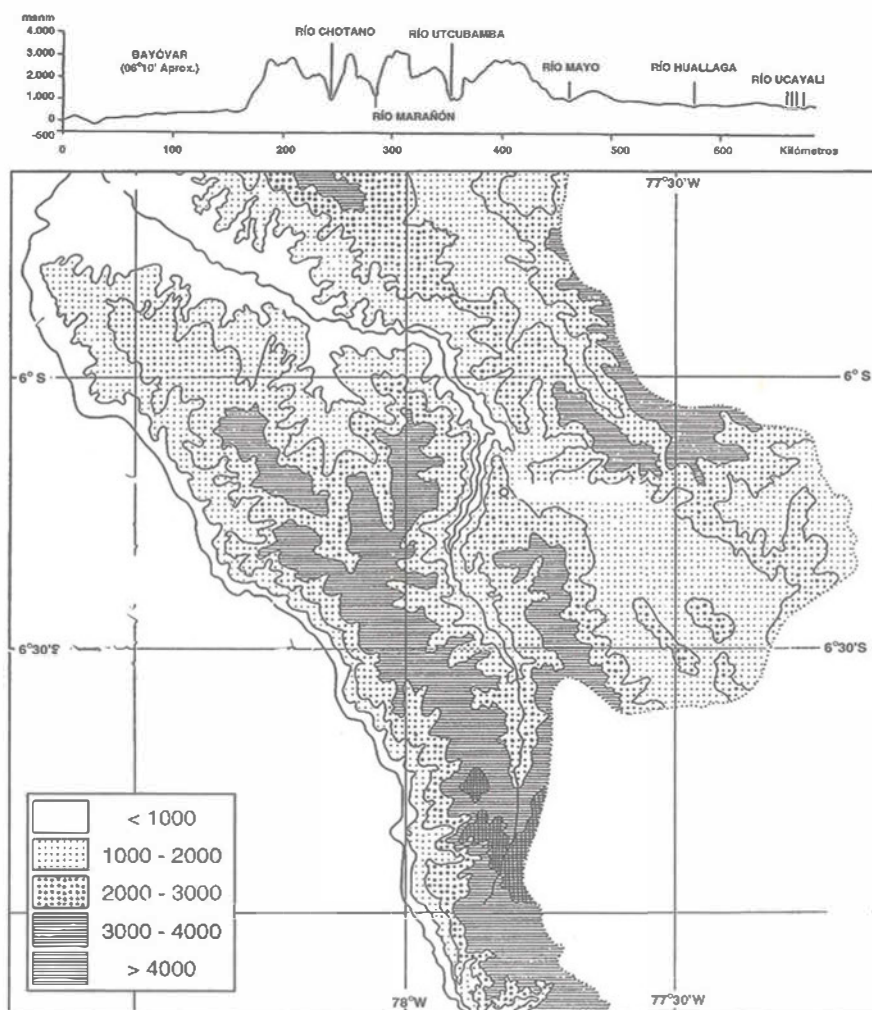 msnm
4.000
3.000
2.000
1.000
0
-500
BAYÓVAR
(06°10' Aprox.)
RÍO CHOTANO
RÍO UTCUBAMBA
RÍO MARAÑÓN
RÍO MAYO
RÍO HUALLAGA
RÍO UCAYALI
0 100 200 300 400 500 600 Kilómetros
77°30'W
6°S 6°S
6°30'S 6°30'S
< 1000
1000 - 2000
2000 - 3000
3000 - 4000
> 4000
78°W 77°30'W